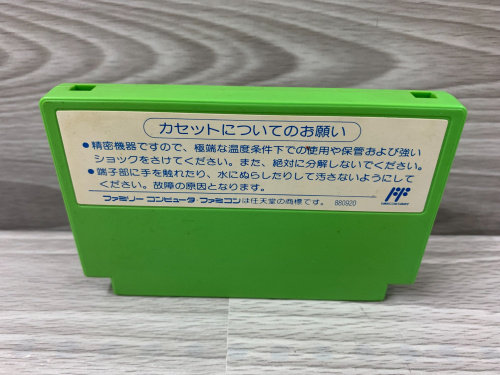 カセットについてのお願い
●精密機器ですので、極端な温度条件下での使用や保管および強い
ショックをさけてください。また、絶対に分解しないでください。
●端子部に手を触れたり、水にぬらしたりして汚さないようにして
ください。故障の原因となります。
ファミリー コンピュータ・ファミコンは任天堂の商標です。 880920